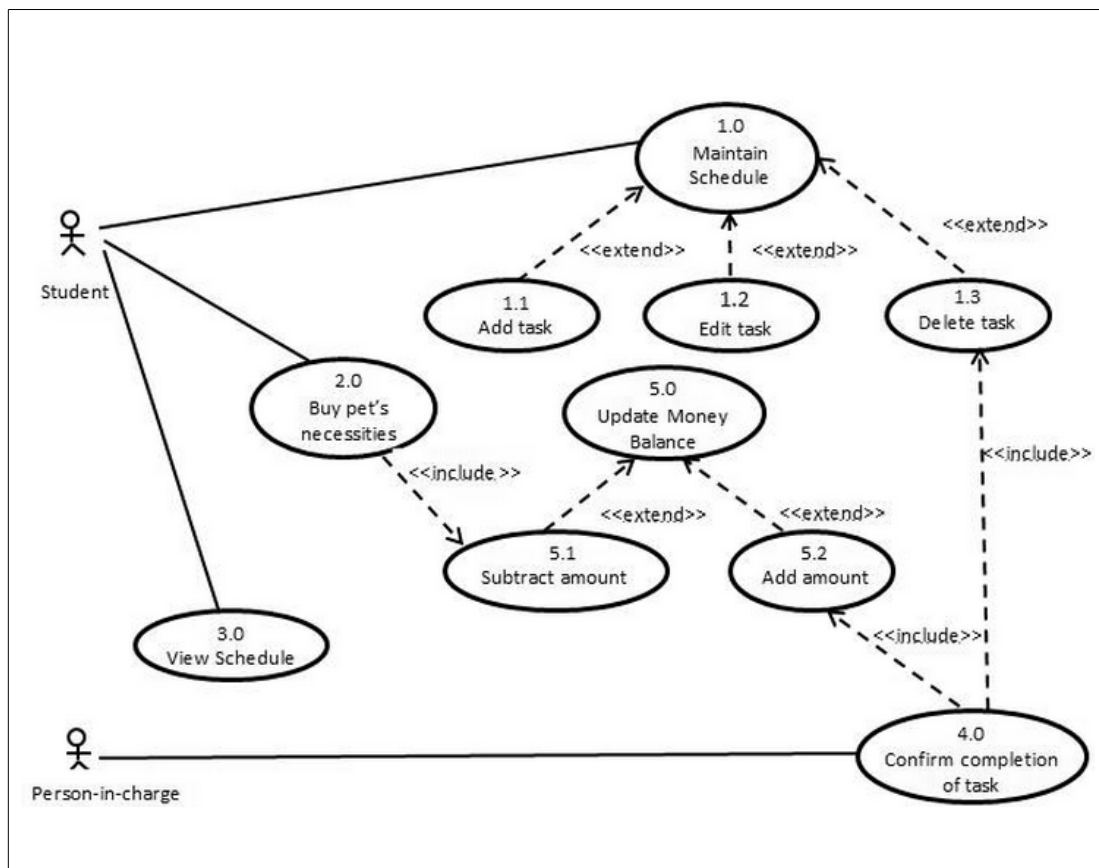 1.0
Maintain
Schedule
<<extend>>
<<extend>>
<<extend>>
Student
1.1
Add task
1.2
Edit task
1.3
Delete task
2.0
Buy pet's
necessities
5.0
Update Money
Balance
<<include >>
<<include >>
<<extend>>
<<extend>>
5.1
Subtract amount
5.2
Add amount
3.0
View Schedule
<<include >>
4.0
Confirm completion
of task
Person-in-charge